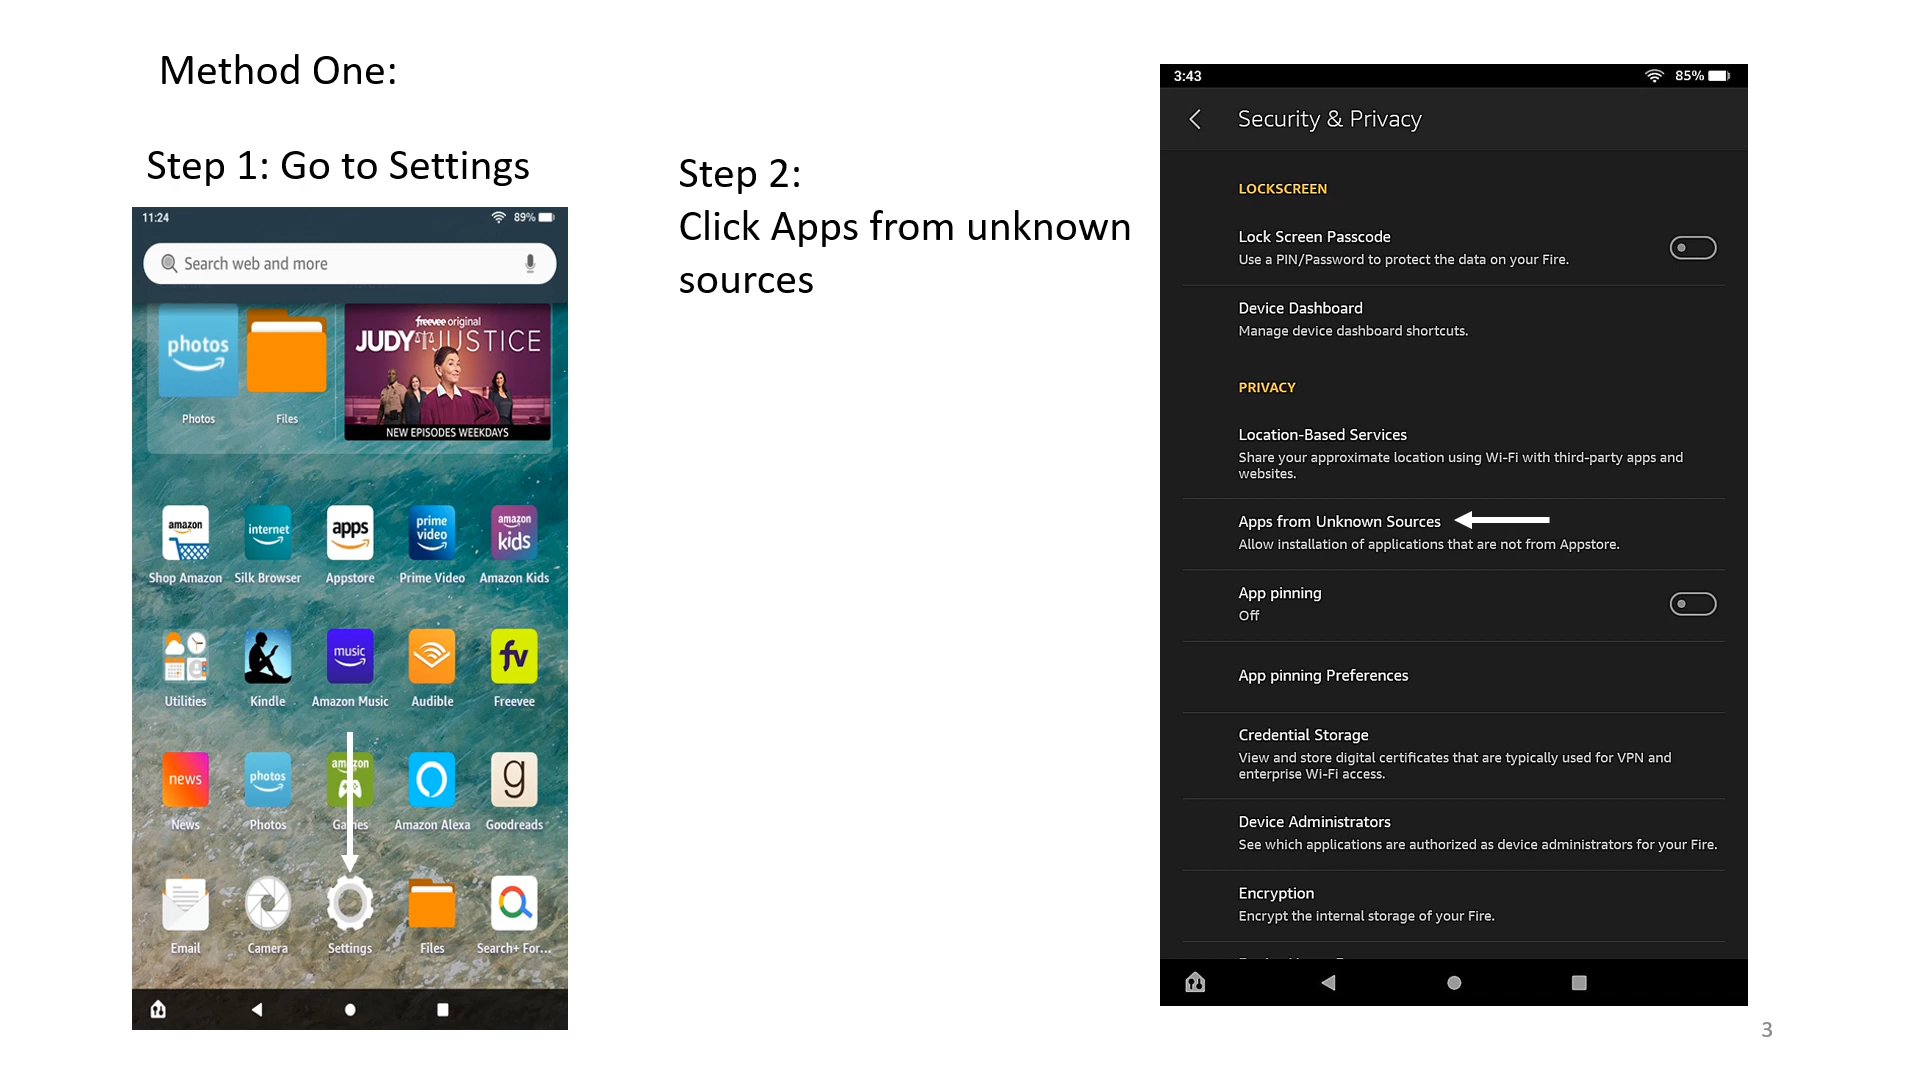 Method One:
Step 1: Go to Settings
11:24
89%
Search web and more
photos
Photos
Files
freevee original
JUDY JUSTICE
NEW EPISODES WEEKDAYS
amazon
internet
apps
prime video
amazon kids
Shop Amazon
Silk Browser
Appstore
Prime Video
Amazon Kids
music
fv
Utilities
Kindle
Amazon Music
Audible
Freevee
news
photos
amazon
g
News
Photos
Games
Amazon Alexa
Goodreads
Email
Camera
Settings
Files
Search+ For...
Step 2:
Click Apps from unknown
sources
3:43
85%
Security & Privacy
LOCKSCREEN
Lock Screen Passcode
Use a PIN/Password to protect the data on your Fire.
Device Dashboard
Manage device dashboard shortcuts.
PRIVACY
Location-Based Services
Share your approximate location using Wi-Fi with third-party apps and
websites.
Apps from Unknown Sources
Allow installation of applications that are not from Appstore.
App pinning
Off
App pinning Preferences
Credential Storage
View and store digital certificates that are typically used for VPN and
enterprise Wi-Fi access.
Device Administrators
See which applications are authorized as device administrators for your Fire.
Encryption
Encrypt the internal storage of your Fire.
3